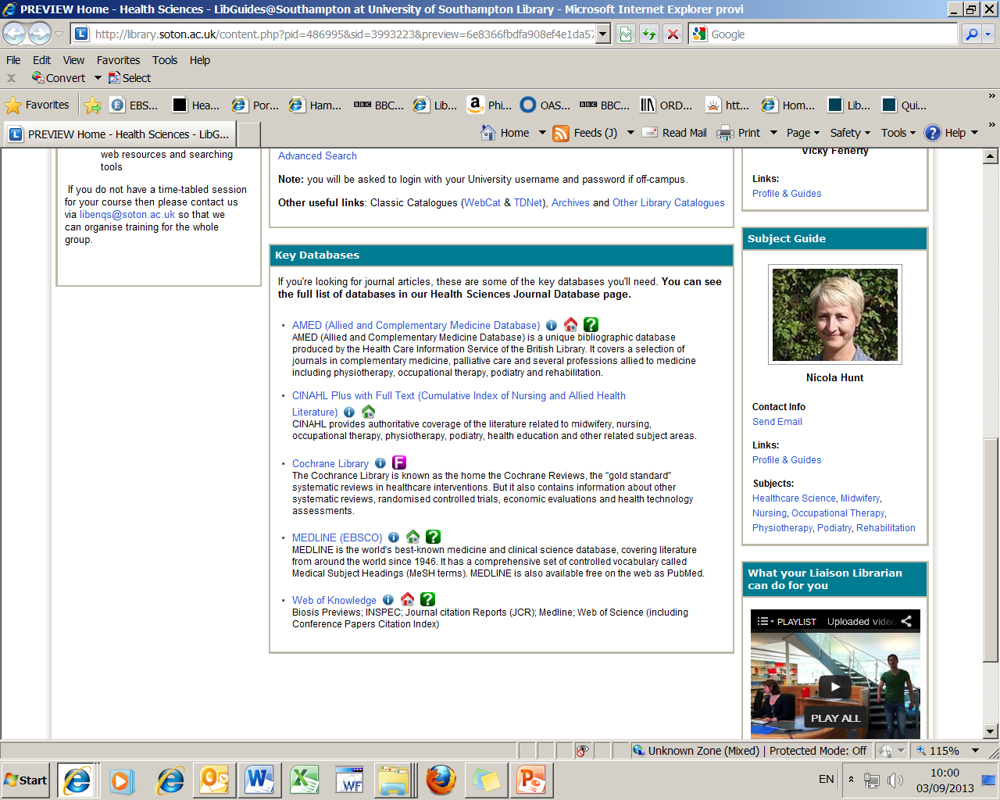 PREVIEW Home - Health Sciences - LibGuides@Southampton at University of Southampton Library - Microsoft Internet Explorer provi
http://library.soton.ac.uk/content.php?pid=486995&sid=3993223&preview=6e8366fbdfa908ef4e1da57
Google
File Edit View Favorites Tools Help
x Convert Select
Favorites EBS... Hea... Por... Ham... BBC BBC... Lib... Phi... OAS... BBC BBC... ORD... htt... Hom... Lib... Qui...
PREVIEW Home - Health Sciences - LibG...
Home Feeds (J) Read Mail Print Page Safety Tools Help
web resources and searching
tools
If you do not have a time-tabled session
for your course then please contact us
via libenqs@soton.ac.uk so that we
can organise training for the whole
group.
Advanced Search
Note: you will be asked to login with your University username and password if off-campus.
Other useful links: Classic Catalogues (WebCat & TDNet), Archives and Other Library Catalogues
Key Databases
If you're looking for journal articles, these are some of the key databases you'll need. You can see
the full list of databases in our Health Sciences Journal Database page.
• AMED (Allied and Complementary Medicine Database)
AMED (Allied and Complementary Medicine Database) is a unique bibliographic database
produced by the Health Care Information Service of the British Library. It covers a selection of
journals in complementary medicine, palliative care and several professions allied to medicine
including physiotherapy, occupational therapy, podiatry and rehabilitation.
• CINAHL Plus with Full Text (Cumulative Index of Nursing and Allied Health
Literature)
CINAHL provides authoritative coverage of the literature related to midwifery, nursing,
occupational therapy, physiotherapy, podiatry, health education and other related subject areas.
• Cochrane Library F
The Cochrance Library is known as the home the Cochrane Reviews, the "gold standard"
systematic reviews in healthcare interventions. But it also contains information about other
systematic reviews, randomised controlled trials, economic evaluations and health technology
assessments.
• MEDLINE (EBSCO)
MEDLINE is the world's best-known medicine and clinical science database, covering literature
from around the world since 1946. It has a comprehensive set of controlled vocabulary called
Medical Subject Headings (MeSH terms). MEDLINE is also available free on the web as PubMed.
• Web of Knowledge
Biosis Previews; INSPEC; Journal citation Reports (JCR); Medline; Web of Science (including
Conference Papers Citation Index)
Vicky Fenerty
Links:
Profile & Guides
Subject Guide
Nicola Hunt
Contact Info
Send Email
Links:
Profile & Guides
Subjects:
Healthcare Science, Midwifery,
Nursing, Occupational Therapy,
Physiotherapy, Podiatry, Rehabilitation
What your Liaison Librarian
can do for you
PLAYLIST Uploaded video
PLAY ALL
Unknown Zone (Mixed) | Protected Mode: Off 115%
Start
EN
10:00
03/09/2013